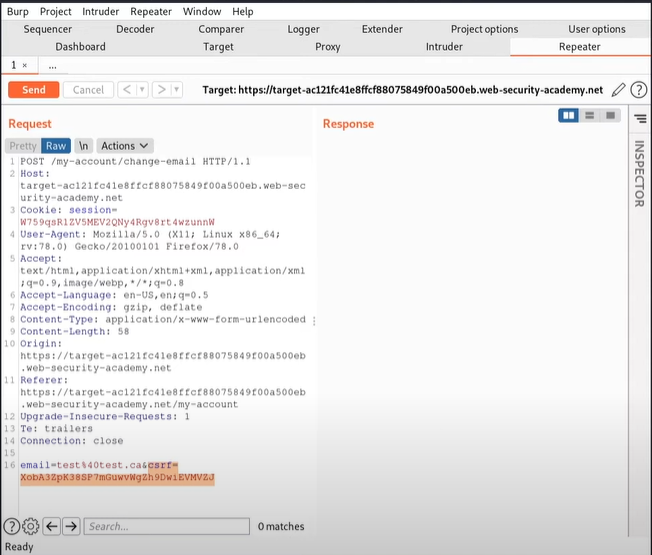 Burp Project Intruder Repeater Window Help
Sequencer Decoder Comparer Logger Extender Project options User options
Dashboard Target Proxy Intruder Repeater
1 × ...
Send Cancel < > Target: https://target-ac121fc41e8ffcf88075849f00a500eb.web-security-academy.net ?
Request Response
Pretty Raw \n Actions
1 POST /my-account/change-email HTTP/1.1
2 Host:
target-ac121fc41e8ffcf88075849f00a500eb.web-sec
urity-academy.net
3 Cookie: session=
W759qsRlZV5MEV2QNy4Rgv8rt4wzunnW
4 User-Agent: Mozilla/5.0 (X11; Linux x86_64;
rv:78.0) Gecko/20100101 Firefox/78.0
5 Accept:
text/html,application/xhtml+xml,application/xml
;q=0.9,image/webp,*/*;q=0.8
6 Accept-Language: en-US,en;q=0.5
7 Accept-Encoding: gzip, deflate
8 Content-Type: application/x-www-form-urlencoded
9 Content-Length: 58
10 Origin:
https://target-ac121fc41e8ffcf88075849f00a500eb
.web-security-academy.net
11 Referer:
https://target-ac121fc41e8ffcf88075849f00a500eb
.web-security-academy.net/my-account
12 Upgrade-Insecure-Requests: 1
13 Te: trailers
14 Connection: close
15
16 email=test%40test.ca&csrf=
XobA3ZpK38SP7mGuwvWgZh9DwiEVMVZJ
INSPECTOR
? Search... 0 matches
Ready